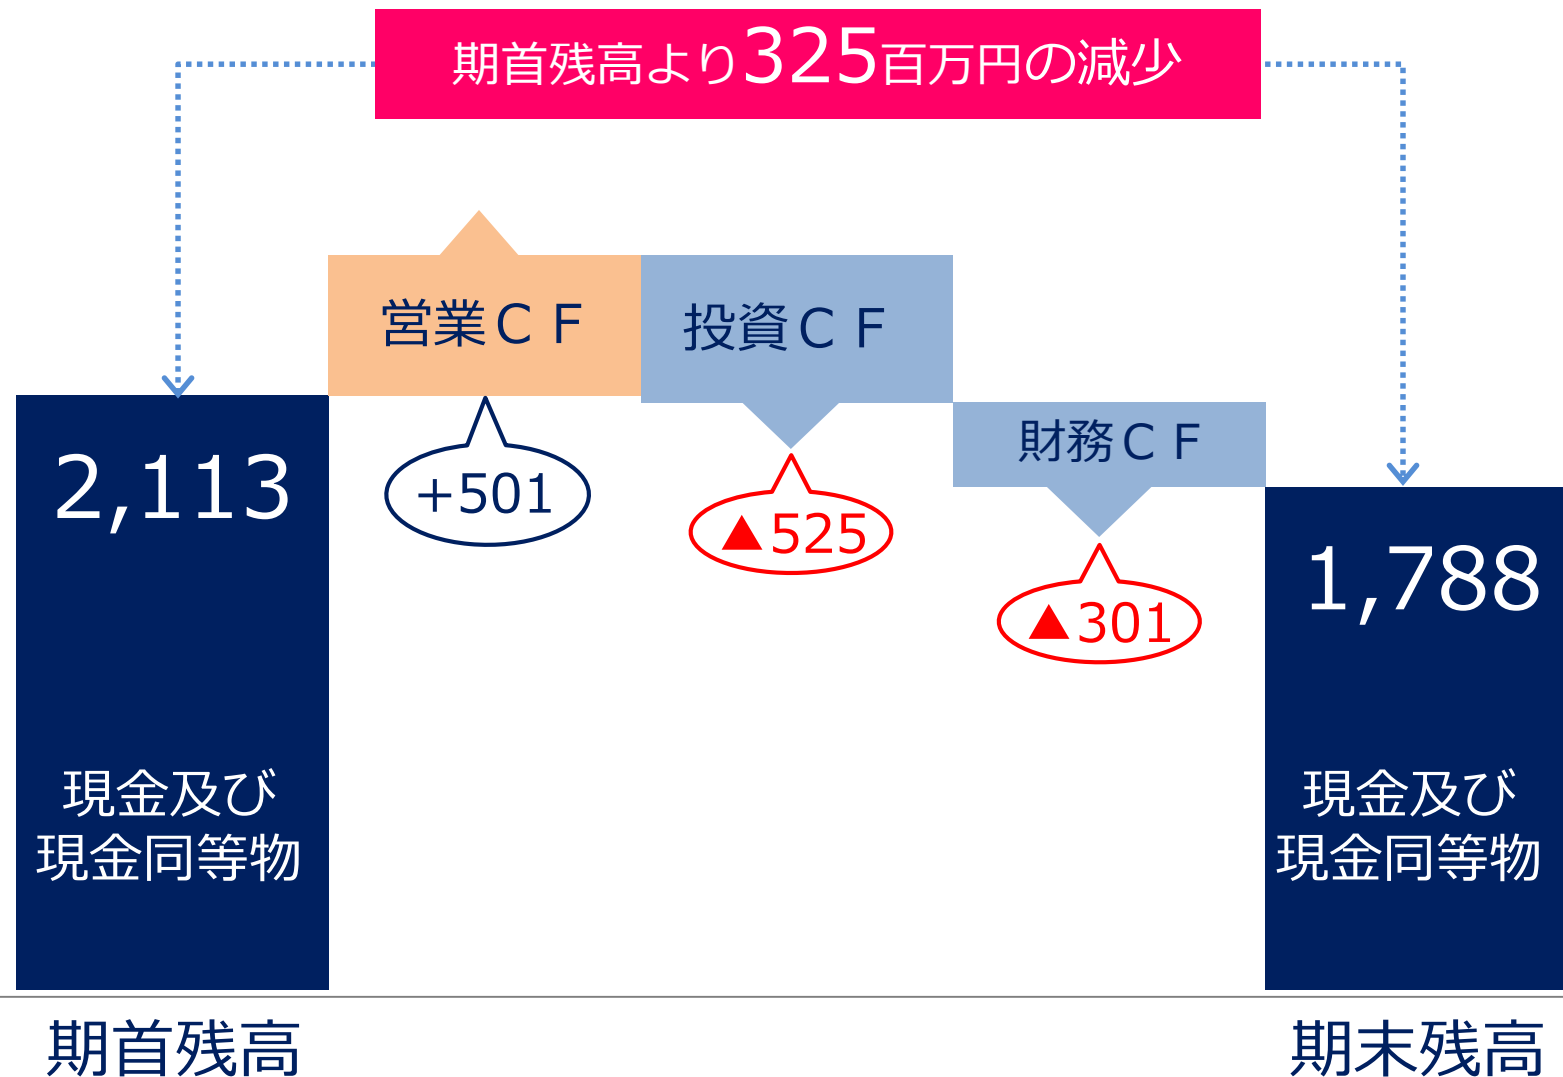 期首残高より325百万円の減少
営業ＣＦ
投資ＣＦ
財務ＣＦ
2,113
+501
▲525
▲301
1,788
現金及び
現金同等物
現金及び
現金同等物
期首残高
期末残高